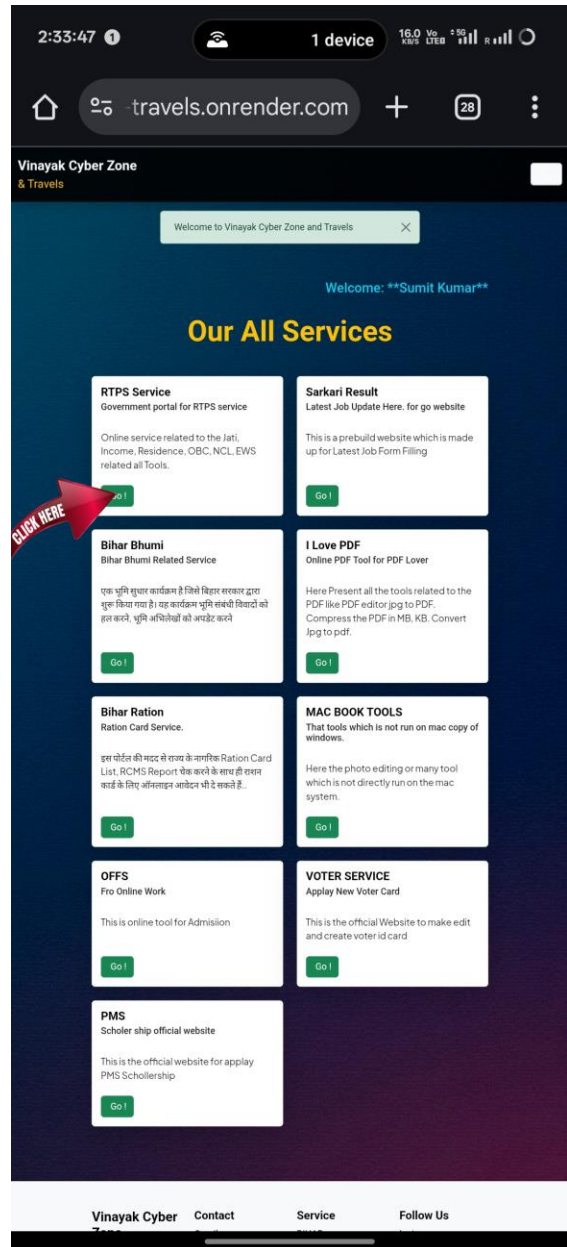 2:33:47 1 1 device 16.0 KB/S Vo LTE 5G R
-travels.onrender.com 28
Vinayak Cyber Zone
& Travels
Welcome to Vinayak Cyber Zone and Travels
Welcome: **Sumit Kumar**
Our All Services
RTPS Service
Government portal for RTPS service
Online service related to the Jati,
Income, Residence, OBC, NCL, EWS
related all Tools.
CLICK HERE
Sarkari Result
Latest Job Update Here. for go website
This is a prebuild website which is made
up for Latest Job Form Filling
Go !
Bihar Bhumi
Bihar Bhumi Related Service
एक भूमि सुधार कार्यक्रम है जिसे बिहार सरकार द्वारा
शुरू किया गया है। यह कार्यक्रम भूमि संबंधी विवादों को
हल करने, भूमि अभिलेखों को अपडेट करने
Go !
I Love PDF
Online PDF Tool for PDF Lover
Here Present all the tools related to the
PDF like PDF editor jpg to PDF.
Compress the PDF in MB, KB. Convert
Jpg to pdf.
Go !
Bihar Ration
Ration Card Service.
इस पोर्टल की मदद से राज्य के नागरिक Ration Card
List, RCMS Report चेक करने के साथ ही राशन
कार्ड के लिए ऑनलाइन आवेदन भी दे सकते हैं..
Go !
MAC BOOK TOOLS
That tools which is not run on mac copy of
windows.
Here the photo editing or many tool
which is not directly run on the mac
system.
Go !
OFFS
Fro Online Work
This is online tool for Admisiion
Go !
VOTER SERVICE
Applay New Voter Card
This is the official Website to make edit
and create voter id card
Go !
PMS
Scholer ship official website
This is the official website for applay
PMS Schollership
Go !
Vinayak Cyber
Contact
Service
Follow Us